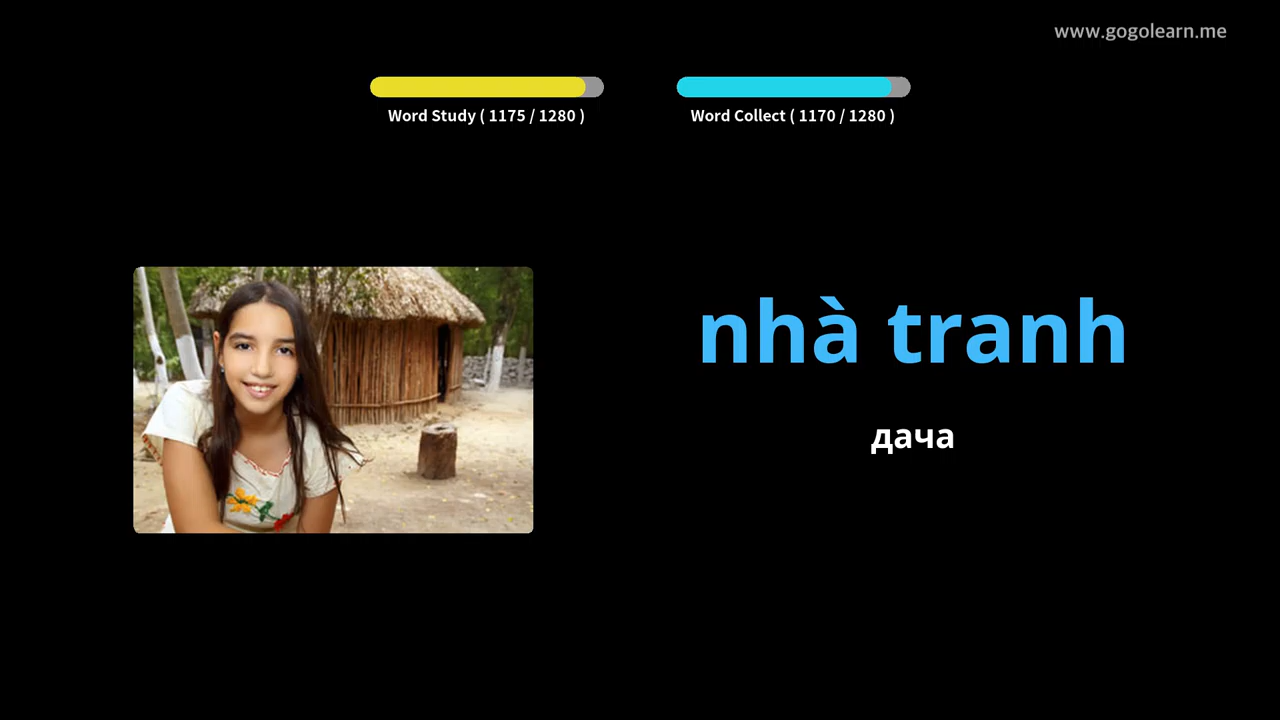 www.gogolearn.me
Word Study ( 1175 / 1280 )
Word Collect ( 1170 / 1280 )
nhà tranh
дача